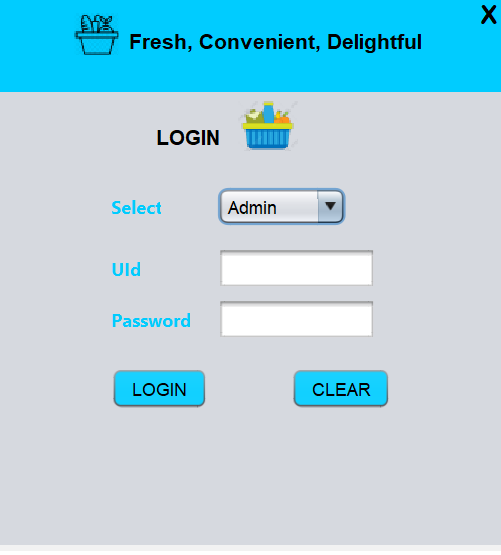 X
Fresh, Convenient, Delightful
LOGIN
Select Admin
UId
Password
LOGIN CLEAR